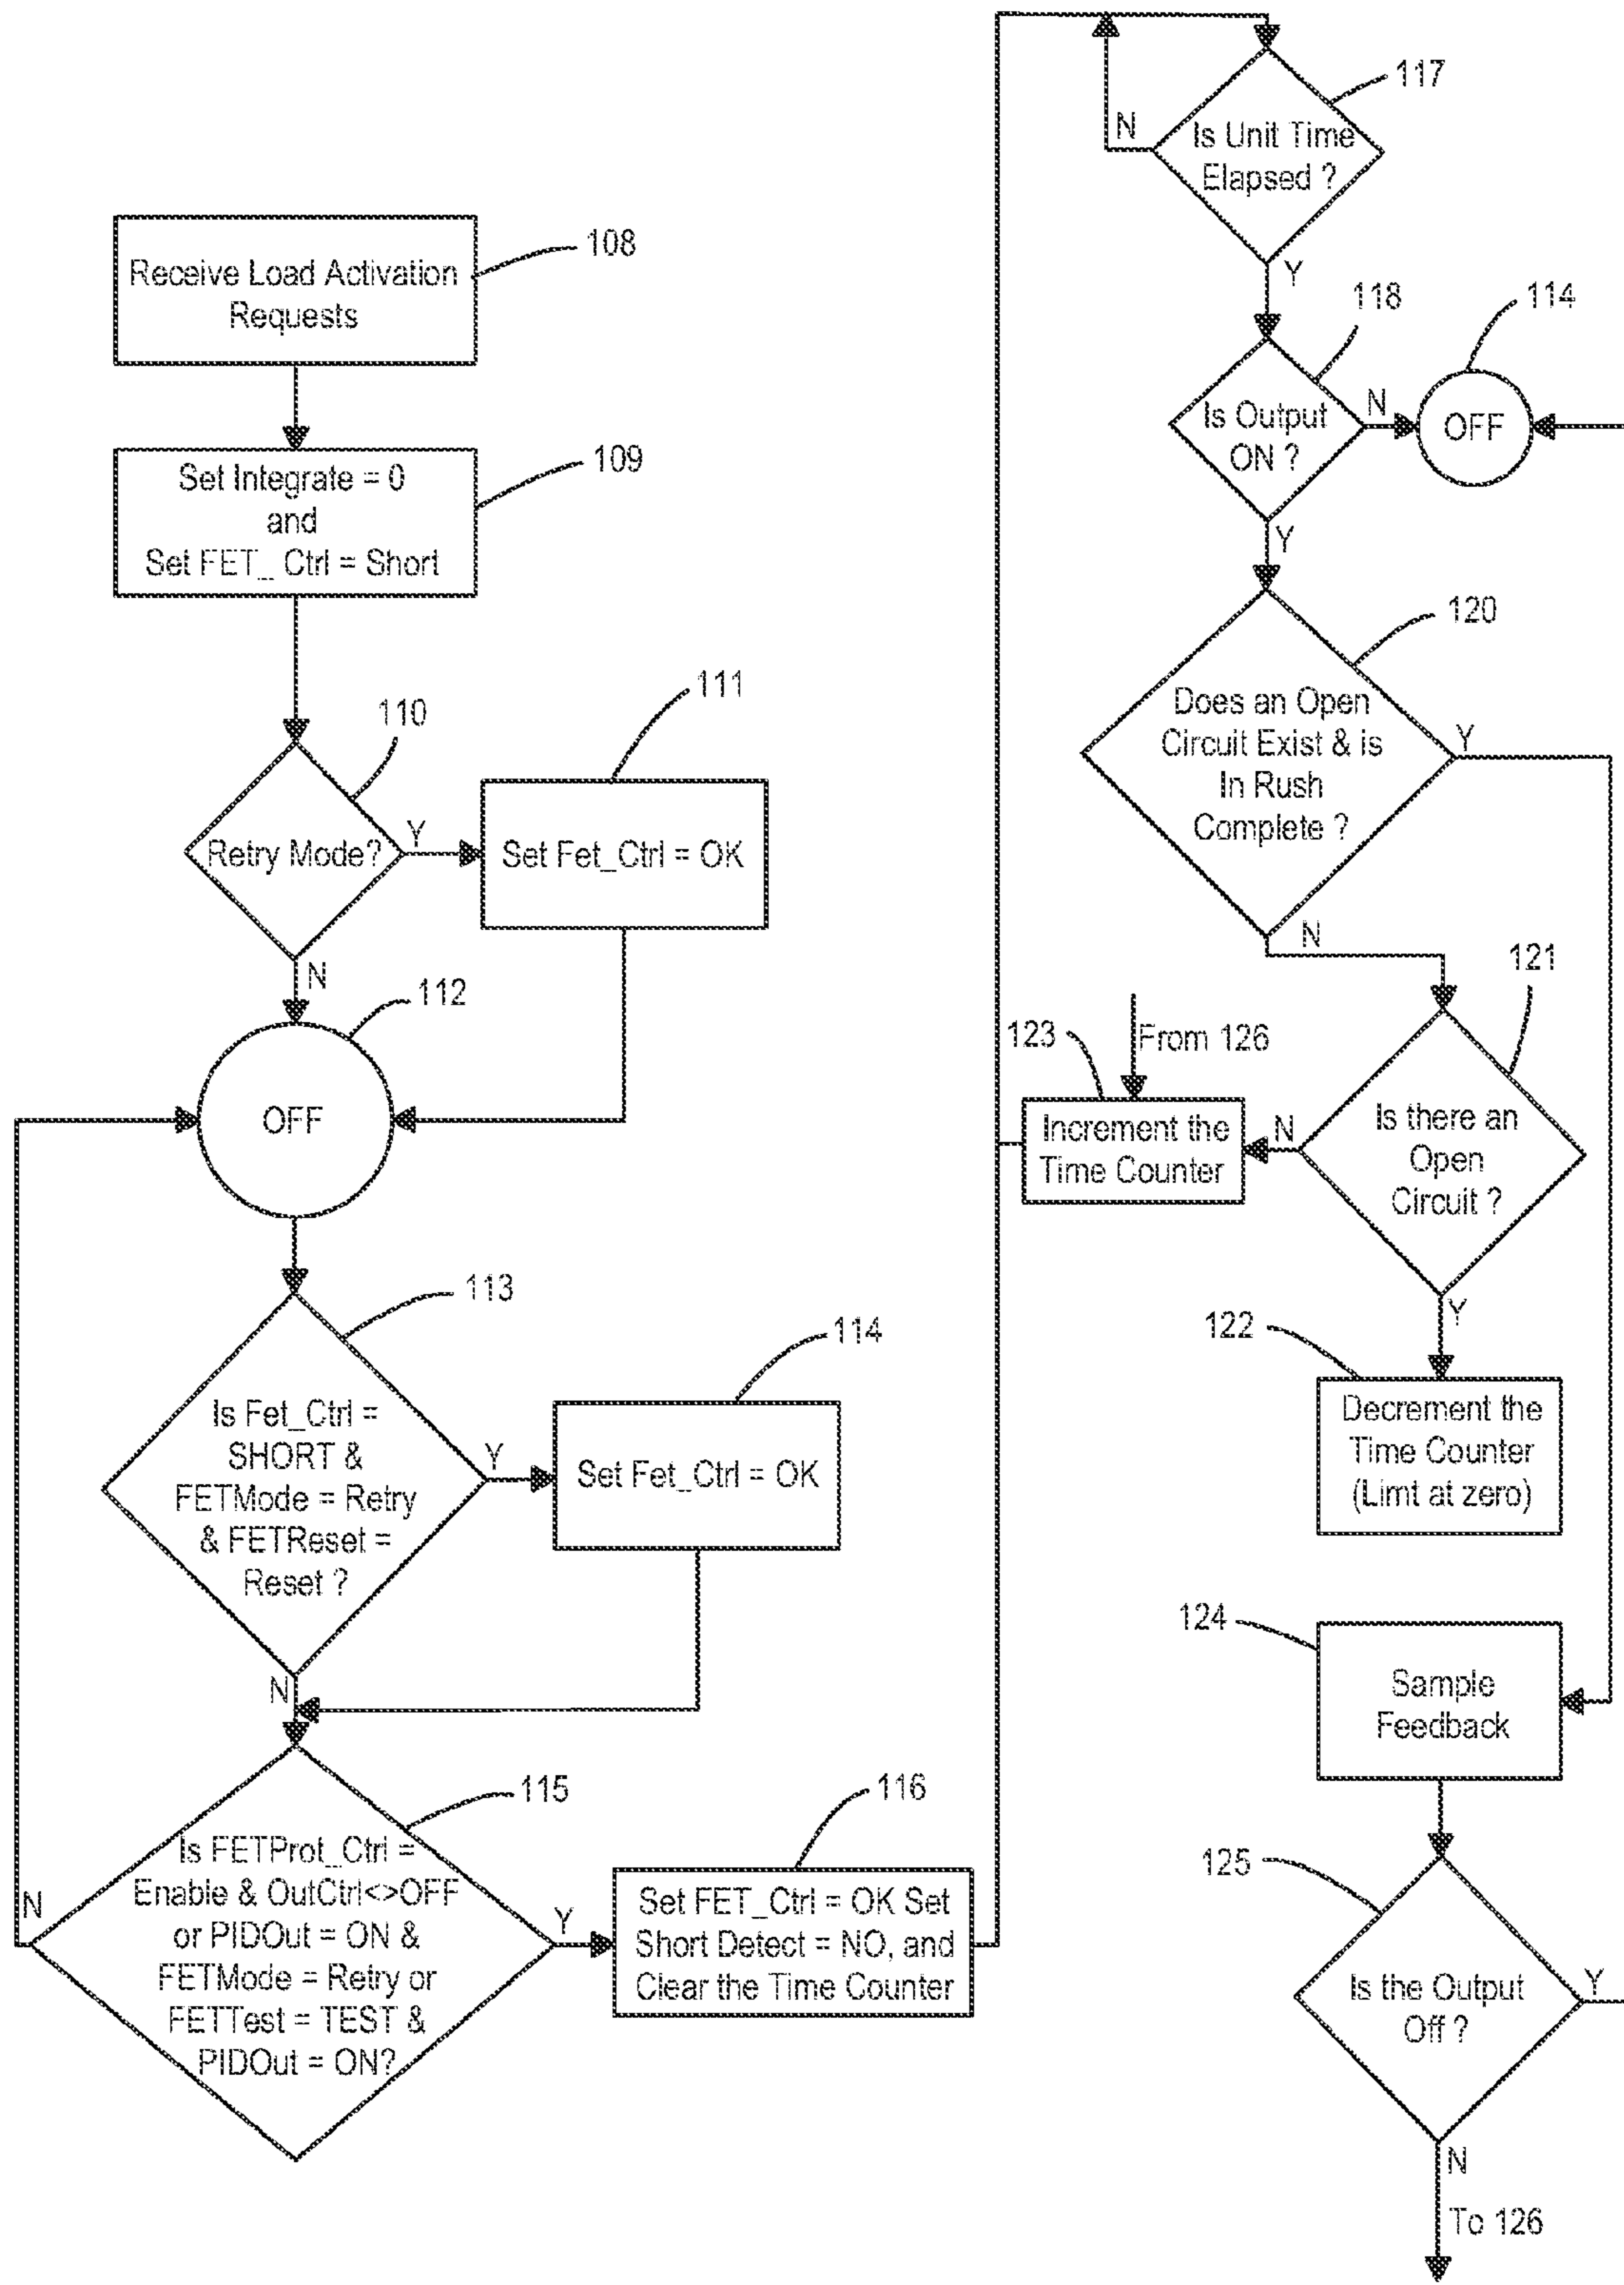 108
Receive Load Activation
Requests
109
Set Integrate = 0
and
Set FET_ Ctrl = Short
110
Retry Mode?
Y
N
111
Set Fet_Ctrl = OK
112
OFF
113
Is Fet_Ctrl =
SHORT &
FETMode = Retry
& FETReset =
Reset ?
Y
N
114
Set Fet_Ctrl = OK
115
Is FETProt_Ctrl =
Enable & OutCtrl<>OFF
or PIDOut = ON &
FETMode = Retry or
FETTest = TEST &
PIDOut = ON?
N
Y
116
Set FET_Ctrl = OK Set
Short Detect = NO, and
Clear the Time Counter
117
Is Unit Time
Elapsed ?
N
Y
118
Is Output
ON ?
N
Y
114
OFF
120
Does an Open
Circuit Exist & is
In Rush
Complete ?
Y
N
121
Is there an
Open
Circuit ?
N
Y
123
From 126
Increment the
Time Counter
122
Decrement the
Time Counter
(Limt at zero)
124
Sample
Feedback
125
Is the Output
Off ?
Y
N
To 126